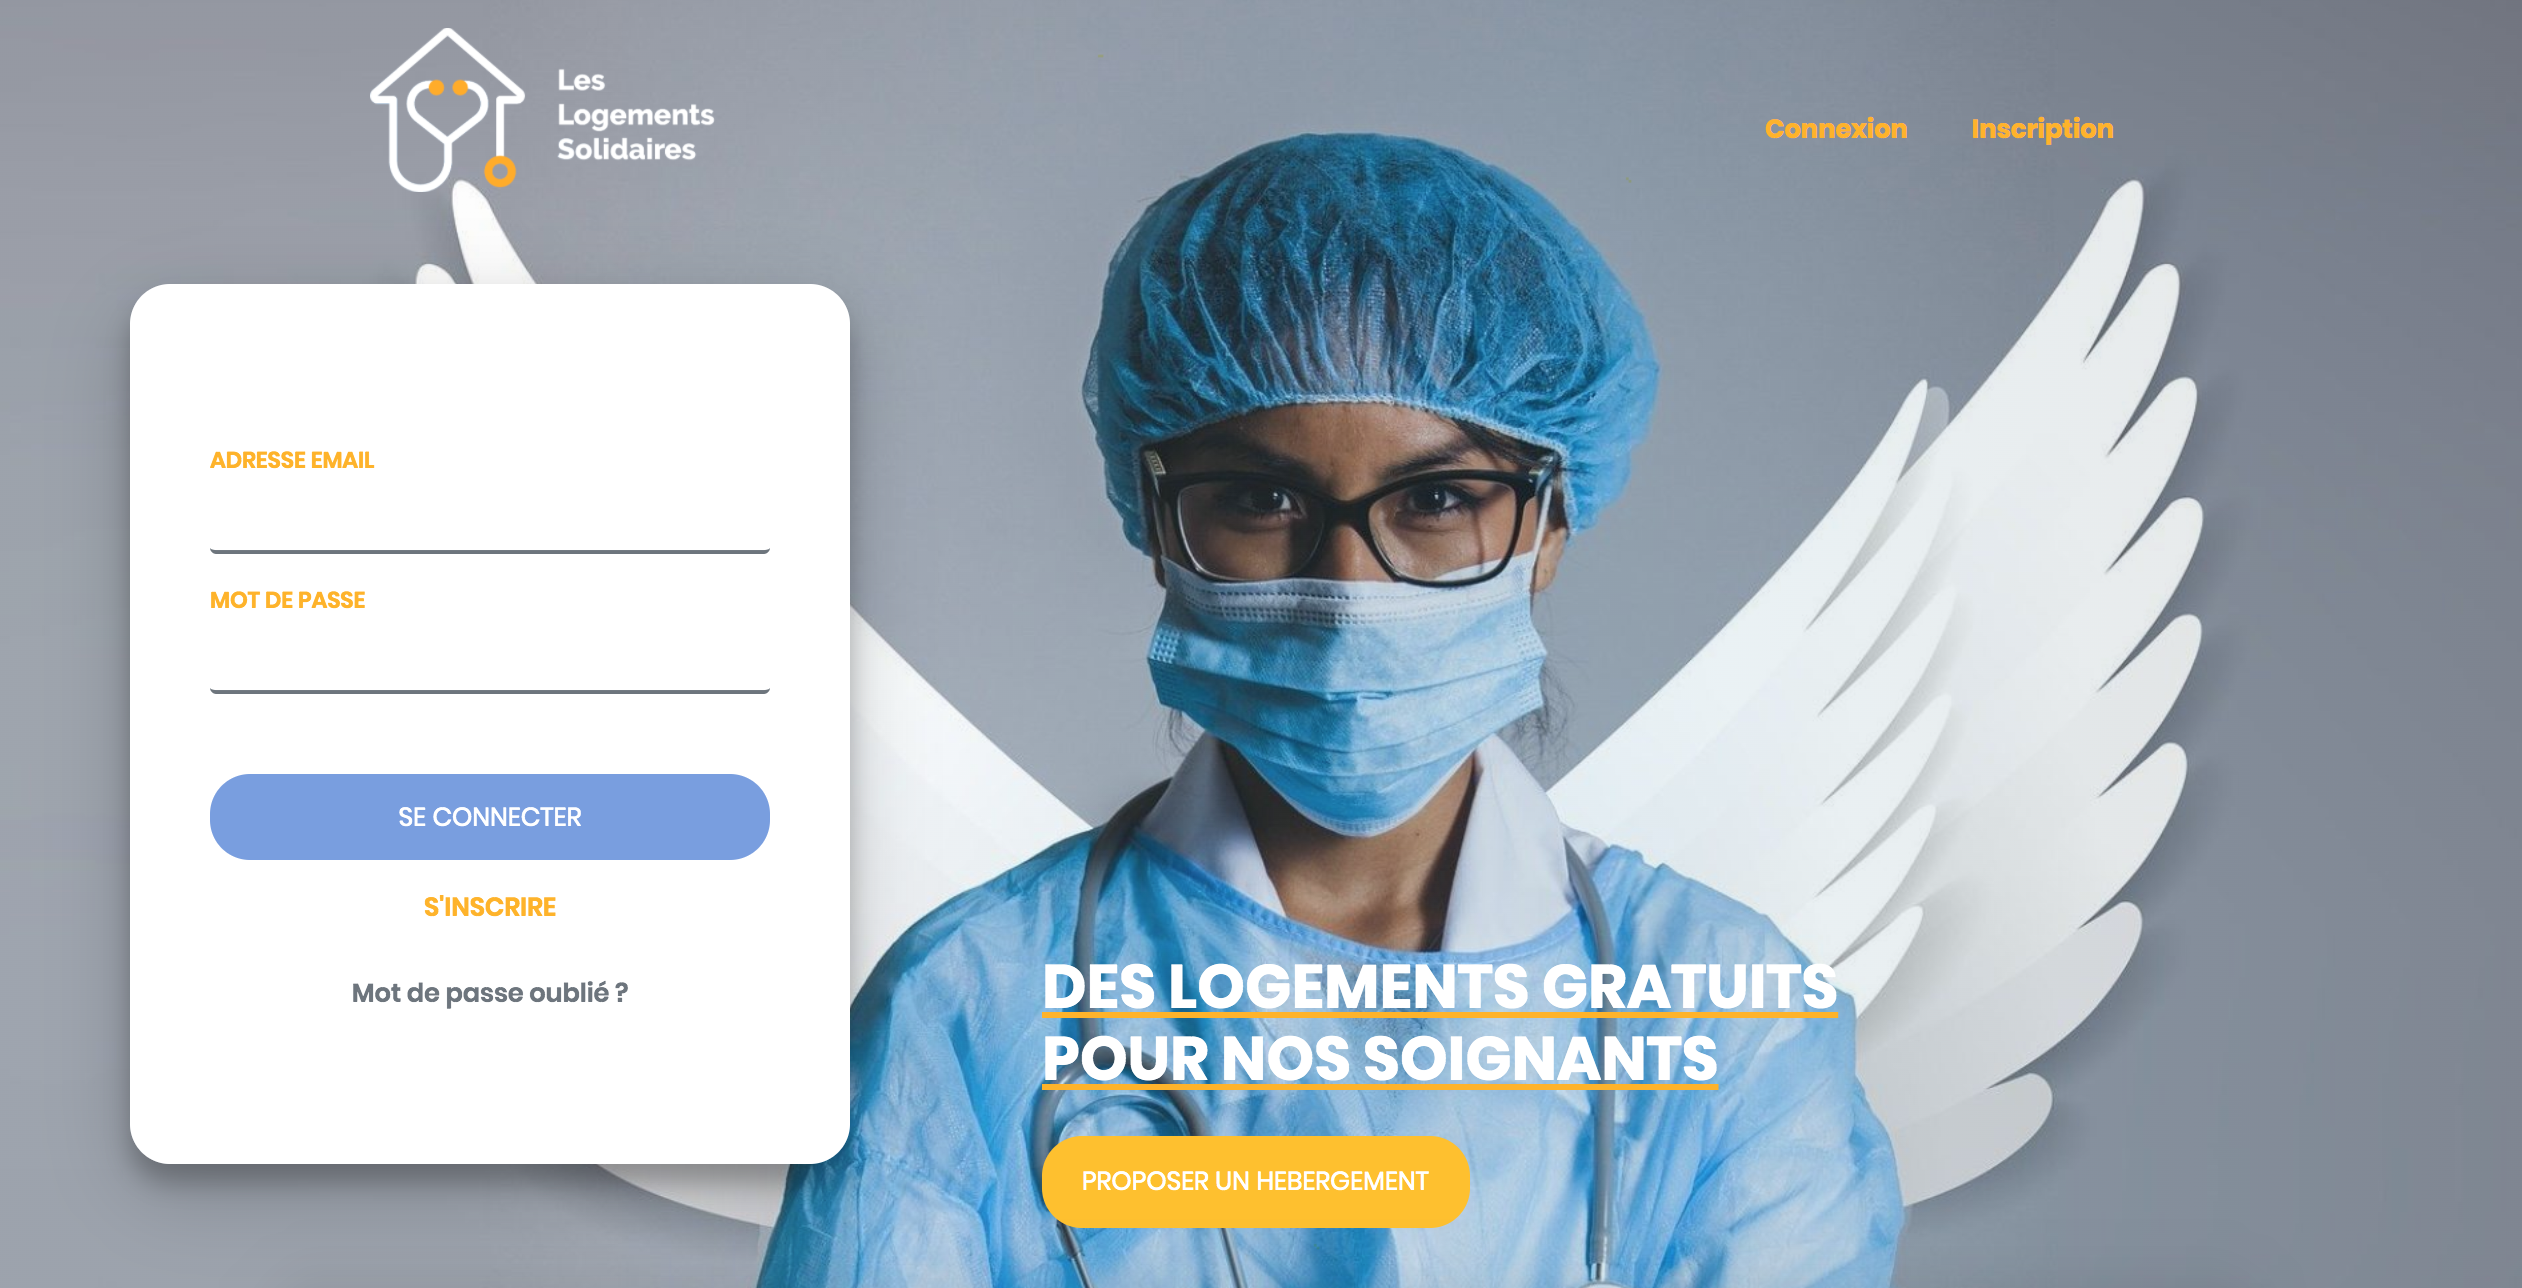 Les
Logements
Solidaires
Connexion
Inscription
ADRESSE EMAIL
MOT DE PASSE
SE CONNECTER
S'INSCRIRE
Mot de passe oublié ?
DES LOGEMENTS GRATUITS
POUR NOS SOIGNANTS
PROPOSER UN HEBERGEMENT